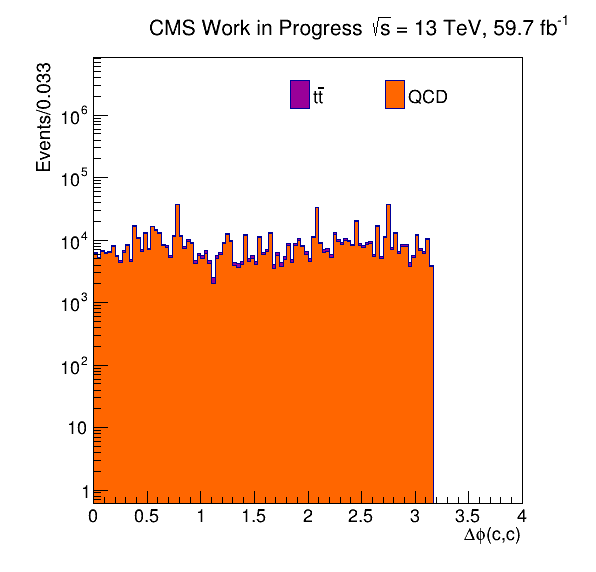 CMS Work in Progress √s = 13 TeV, 59.7 fb⁻¹
Events/0.033
tt̄
QCD
10⁶
10⁵
10⁴
10³
10²
10
1
0 0.5 1 1.5 2 2.5 3 3.5 4
Δϕ(c,c)